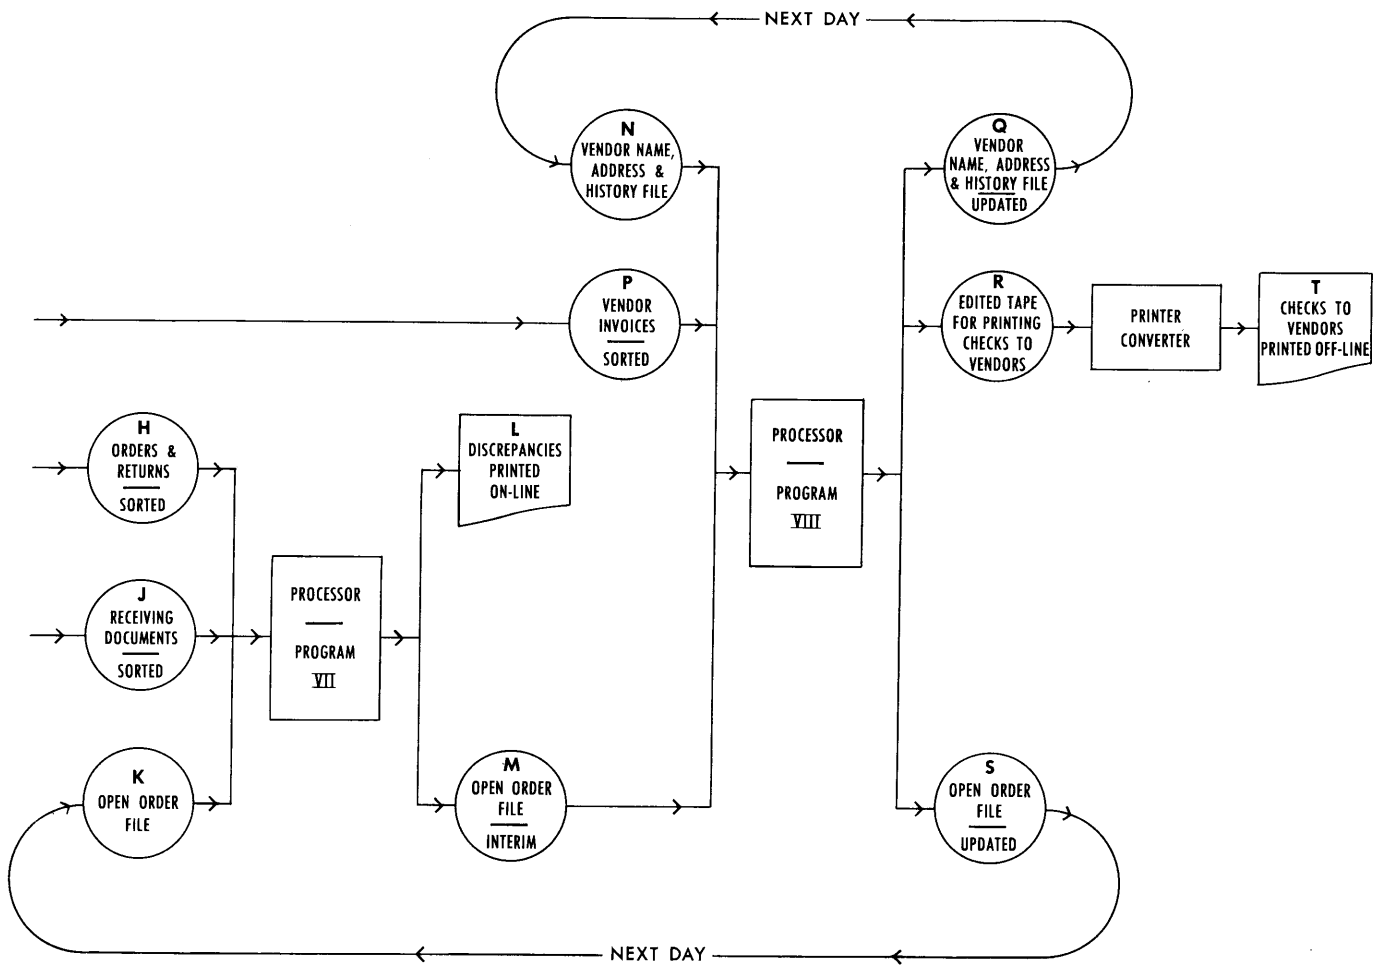 NEXT DAY
N
VENDOR NAME,
ADDRESS &
HISTORY FILE
Q
VENDOR
NAME, ADDRESS
& HISTORY FILE
UPDATED
P
VENDOR
INVOICES
SORTED
R
EDITED TAPE
FOR PRINTING
CHECKS TO
VENDORS
PRINTER
CONVERTER
T
CHECKS TO
VENDORS
PRINTED OFF-LINE
H
ORDERS &
RETURNS
SORTED
L
DISCREPANCIES
PRINTED
ON-LINE
PROCESSOR
PROGRAM
VIII
J
RECEIVING
DOCUMENTS
SORTED
PROCESSOR
PROGRAM
VII
K
OPEN ORDER
FILE
M
OPEN ORDER
FILE
INTERIM
S
OPEN ORDER
FILE
UPDATED
NEXT DAY